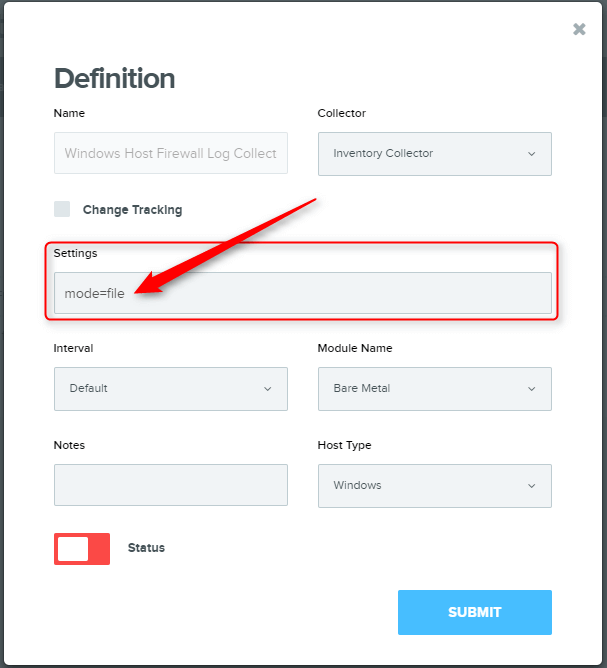 Definition
Name
Collector
Windows Host Firewall Log Collect
Inventory Collector
Change Tracking
Settings
mode=file
Interval
Module Name
Default
Bare Metal
Notes
Host Type
Windows
Status
SUBMIT